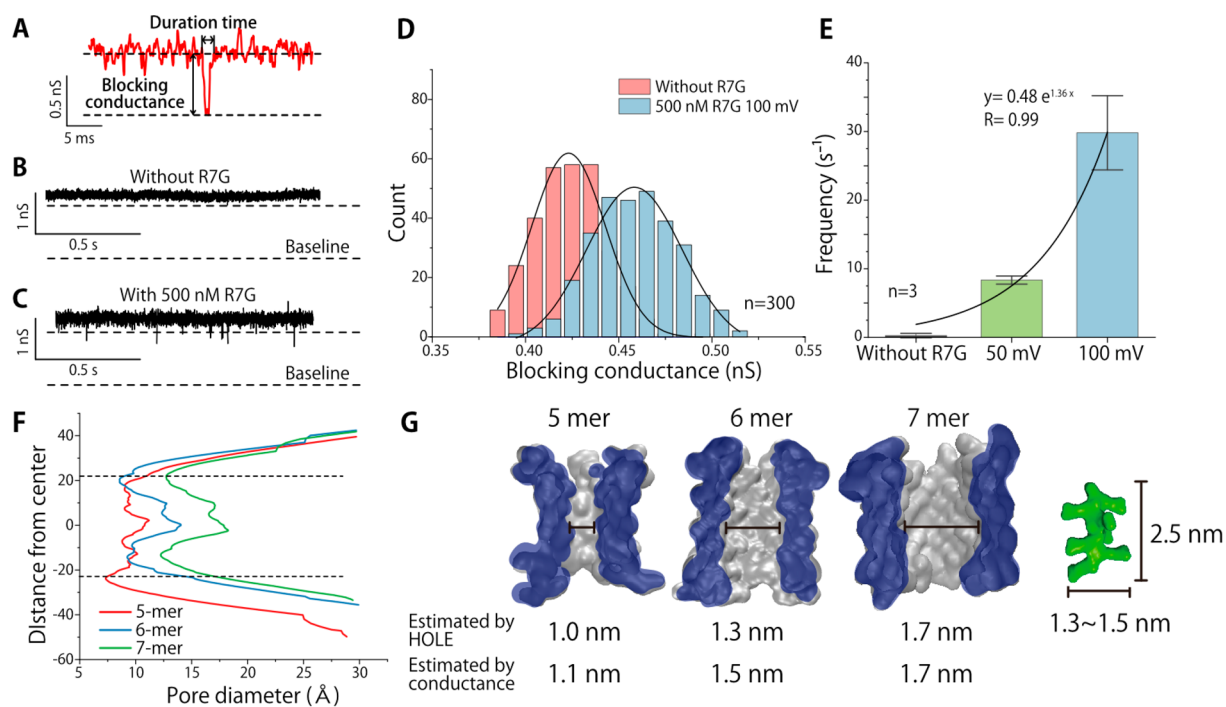 A
Duration time
Blocking
conductance
0.5 nS
5 ms
B
Without R7G
1 nS
0.5 s
Baseline
C
With 500 nM R7G
1 nS
0.5 s
Baseline
D
Without R7G
500 nM R7G 100 mV
80
60
40
20
0
Count
n=300
0.35 0.40 0.45 0.50 0.55
Blocking conductance (nS)
E
y= 0.48 e^1.36 x
R= 0.99
40
30
20
10
0
Frequency (s⁻¹)
n=3
Without R7G 50 mV 100 mV
F
40
20
0
-20
-40
-60
DIstance from center
5-mer
6-mer
7-mer
5 10 15 20 25 30
Pore diameter (Å)
G
5 mer 6 mer 7 mer
2.5 nm
1.3~1.5 nm
Estimated by
HOLE
1.0 nm 1.3 nm 1.7 nm
Estimated by
conductance
1.1 nm 1.5 nm 1.7 nm